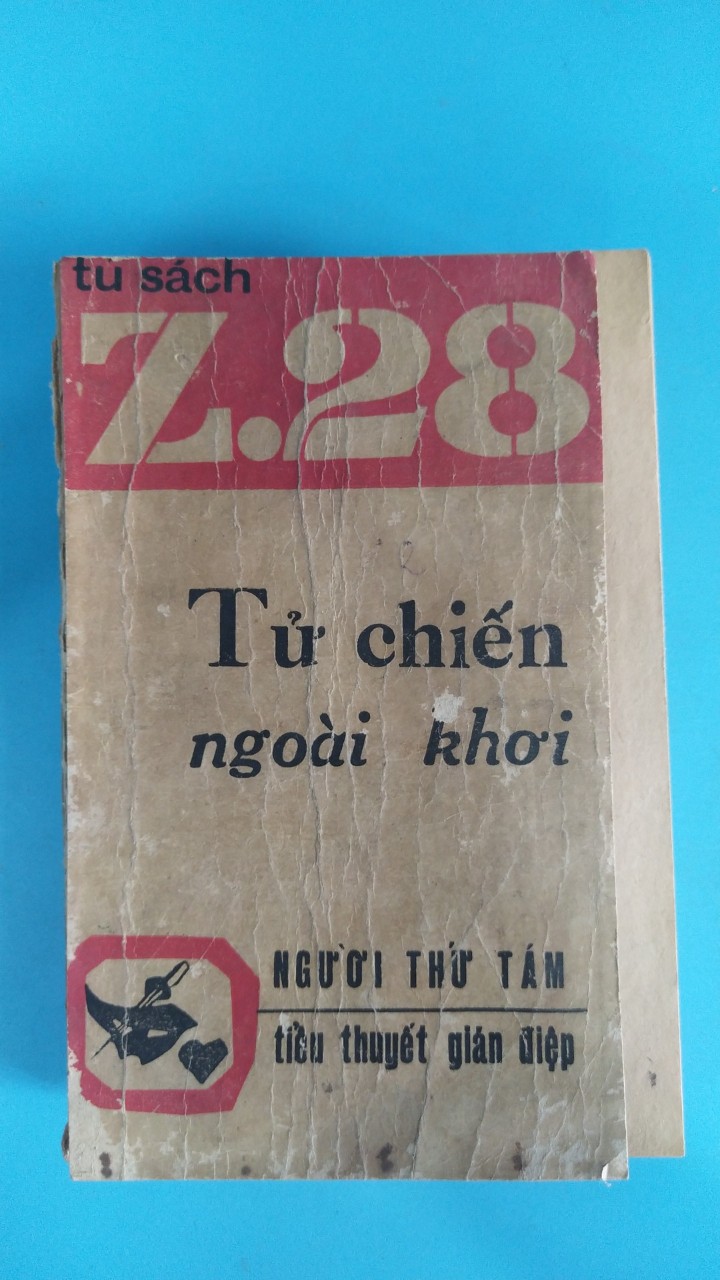 tủ sách
Z.28
Tử chiến
ngoài khơi
NGƯỜI THỨ TÁM
tiểu thuyết gián điệp